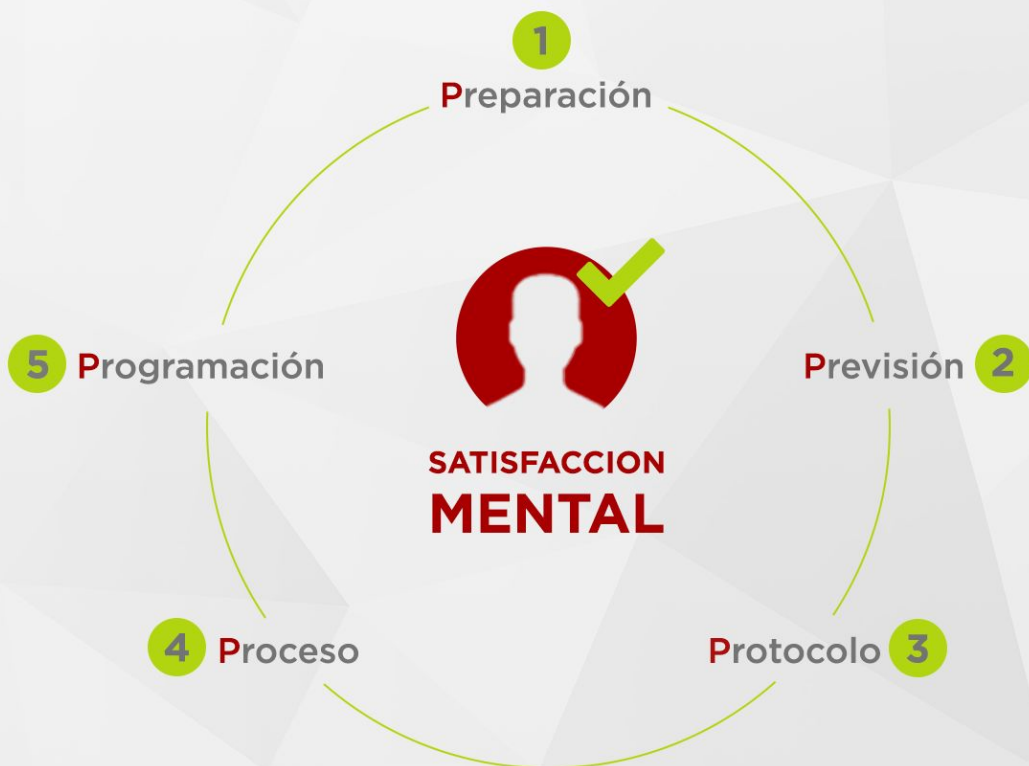 1
Preparación
5 Programación
Previsión 2
SATISFACCION
MENTAL
4 Proceso
Protocolo 3